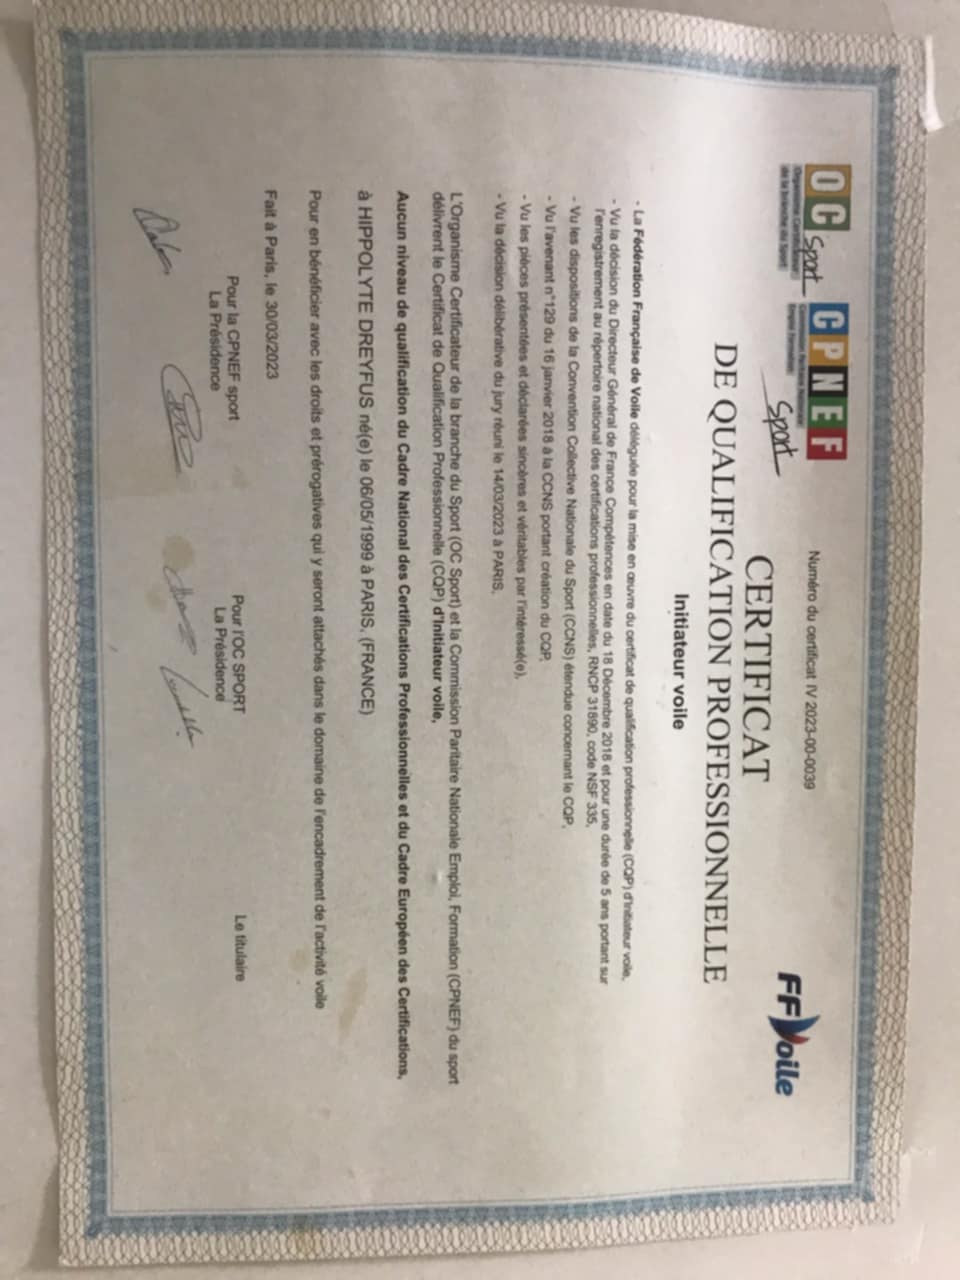 OC
Sport
Organisme Certificateur
de la branche du Sport
CPNEF
Sport
Numéro du certificat IV 2023-00-0039
FFVoile
CERTIFICAT
DE QUALIFICATION PROFESSIONNELLE
Initiateur voile
- La Fédération Française de Voile déléguée pour la mise en œuvre du certificat de qualification professionnelle (CQP) d'Initiateur voile,
- Vu la décision du Directeur Général de France Compétences en date du 18 Décembre 2018 et pour une durée de 5 ans portant sur
l'enregistrement au répertoire national des certifications professionnelles, RNCP 31890, code NSF 335,
- Vu les dispositions de la Convention Collective Nationale du Sport (CCNS) étendue concernant le CQP,
- Vu l'avenant n°129 du 16 janvier 2018 à la CCNS portant création du CQP,
- Vu les pièces présentées et déclarées sincères et véritables par l'intéressé(e),
- Vu la décision délibérative du jury réuni le 14/03/2023 à PARIS,
L'Organisme Certificateur de la branche du Sport (OC Sport) et la Commission Paritaire Nationale Emploi, Formation (CPNEF) du sport
délivrent le Certificat de Qualification Professionnelle (CQP) d'Initiateur voile,
Aucun niveau de qualification du Cadre National des Certifications Professionnelles et du Cadre Européen des Certifications,
à HIPPOLYTE DREYFUS né(e) le 06/05/1999 à PARIS, (FRANCE)
Pour en bénéficier avec les droits et prérogatives qui y seront attachés dans le domaine de l'encadrement de l'activité voile
Fait à Paris, le 30/03/2023
Pour la CPNEF sport
La Présidence
Pour l'OC SPORT
La Présidence
Le titulaire